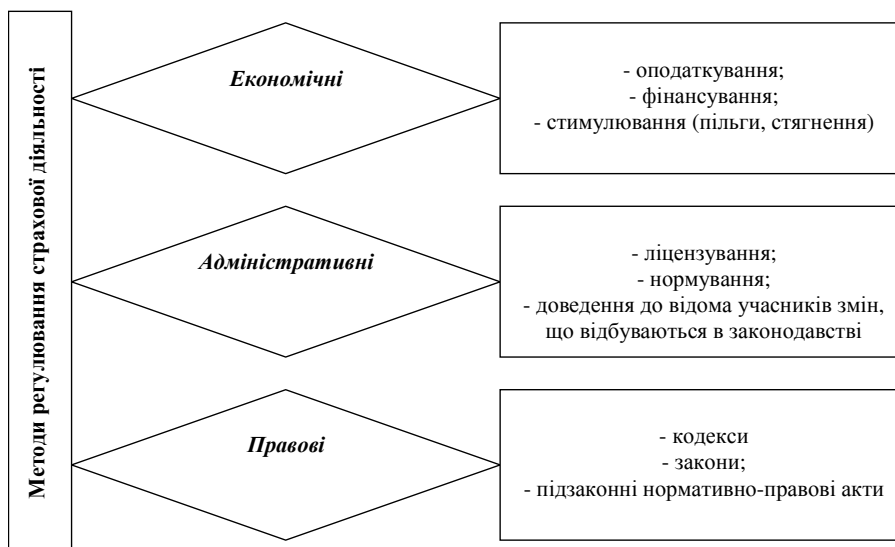 Методи регулювання страхової діяльності
Економічні
- оподаткування;
- фінансування;
- стимулювання (пільги, стягнення)
Адміністративні
- ліцензування;
- нормування;
- доведення до відома учасників змін,
що відбуваються в законодавстві
Правові
- кодекси
- закони;
- підзаконні нормативно-правові акти